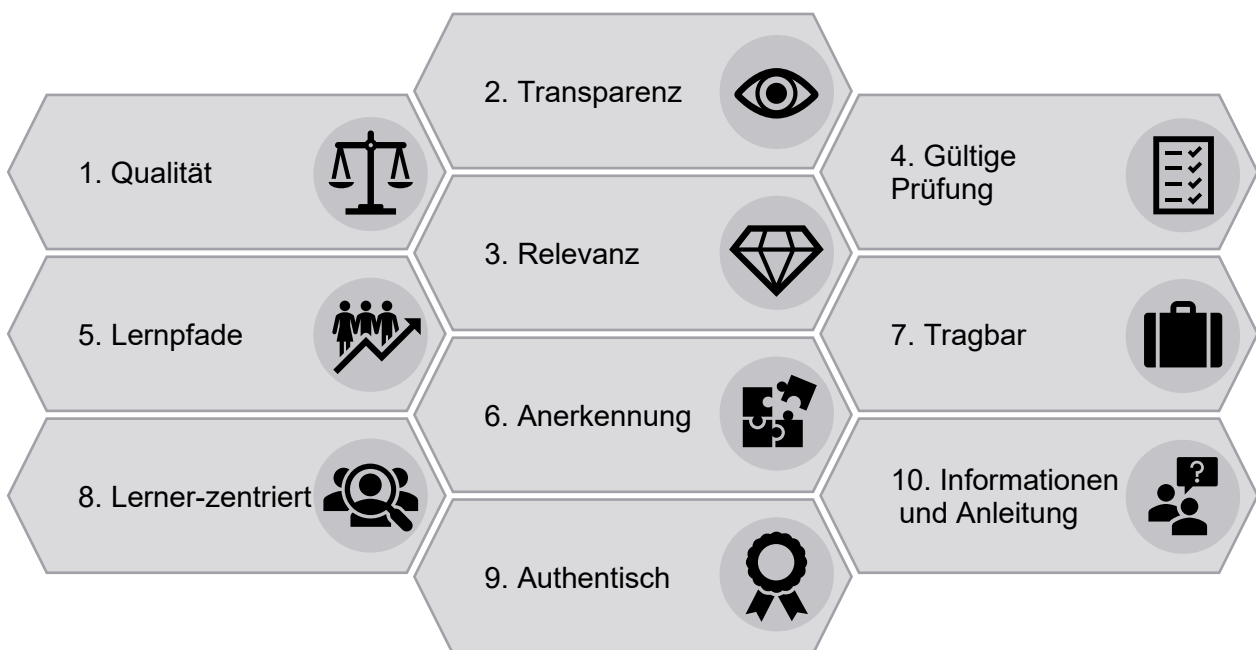 1. Qualität
2. Transparenz
3. Relevanz
4. Gültige
Prüfung
5. Lernpfade
6. Anerkennung
7. Tragbar
8. Lerner-zentriert
9. Authentisch
10. Informationen
und Anleitung
?